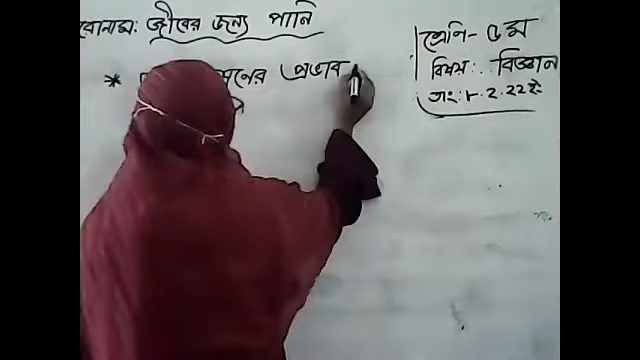 জীবের জন্যে পানি
* প্রভাব
শ্রেণি- ৫ম
বিষয়: বিজ্ঞান
তাং: ৮.২.২২ইং